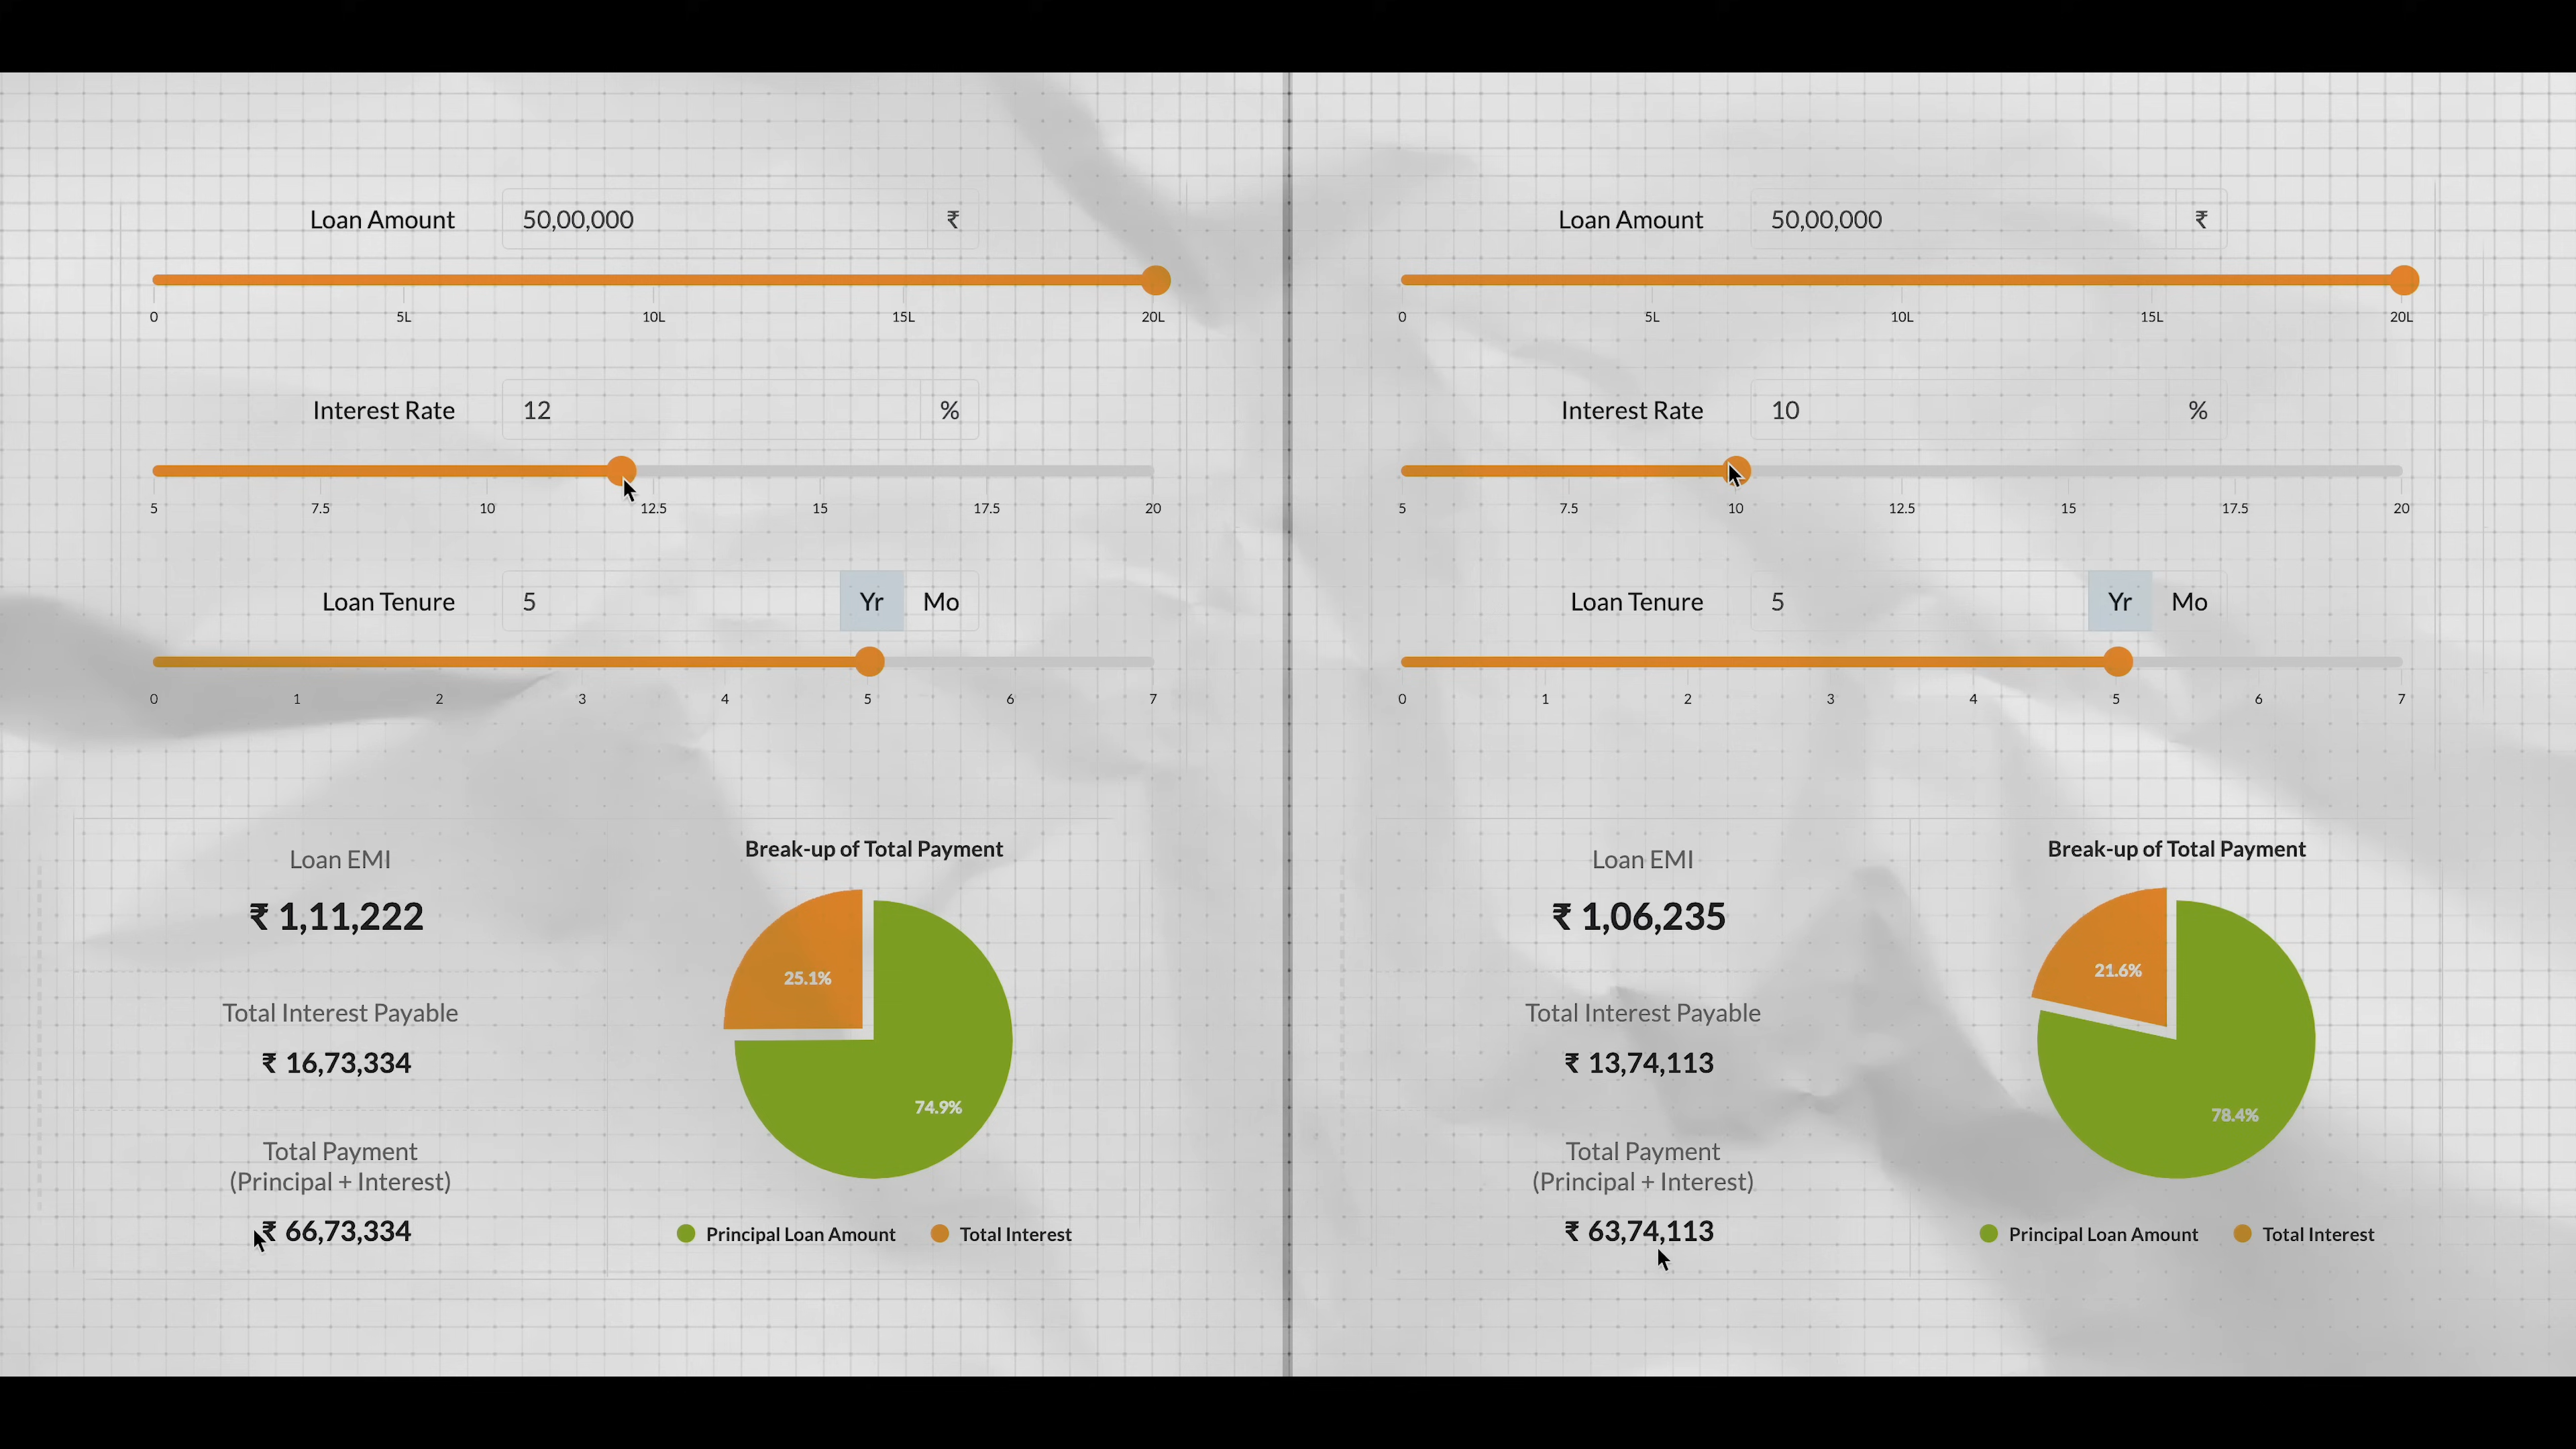 Loan Amount 50,00,000 ₹
0 5L 10L 15L 20L
Interest Rate 12 %
5 7.5 10 12.5 15 17.5 20
Loan Tenure 5 Yr Mo
0 1 2 3 4 5 6 7
Loan EMI
₹ 1,11,222
Total Interest Payable
₹ 16,73,334
Total Payment
(Principal + Interest)
₹ 66,73,334
Break-up of Total Payment
25.1%
74.9%
Principal Loan Amount Total Interest
Loan Amount 50,00,000 ₹
0 5L 10L 15L 20L
Interest Rate 10 %
5 7.5 10 12.5 15 17.5 20
Loan Tenure 5 Yr Mo
0 1 2 3 4 5 6 7
Loan EMI
₹ 1,06,235
Total Interest Payable
₹ 13,74,113
Total Payment
(Principal + Interest)
₹ 63,74,113
Break-up of Total Payment
21.6%
78.4%
Principal Loan Amount Total Interest